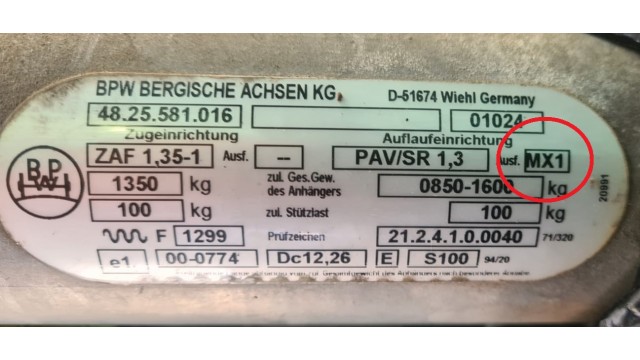 BPW BERGISCHE ACHSEN KG. D-51674 Wiehl Germany
48.25.581.016 01024
Zugeinrichtung Auflaufeinrichtung
ZAF 1,35-1 Ausf. -- PAV/SR 1,3 Ausf. MX1
BPW
1350 kg zul. Ges.Gew. des Anhängers 0850-1600 kg
100 kg zul. Stützlast 100 kg
F 1299 Prüfzeichen 21.2.4.1.0.0040 71/320
e1. 00-0774 Dc12,26 E S100 94/20
20991